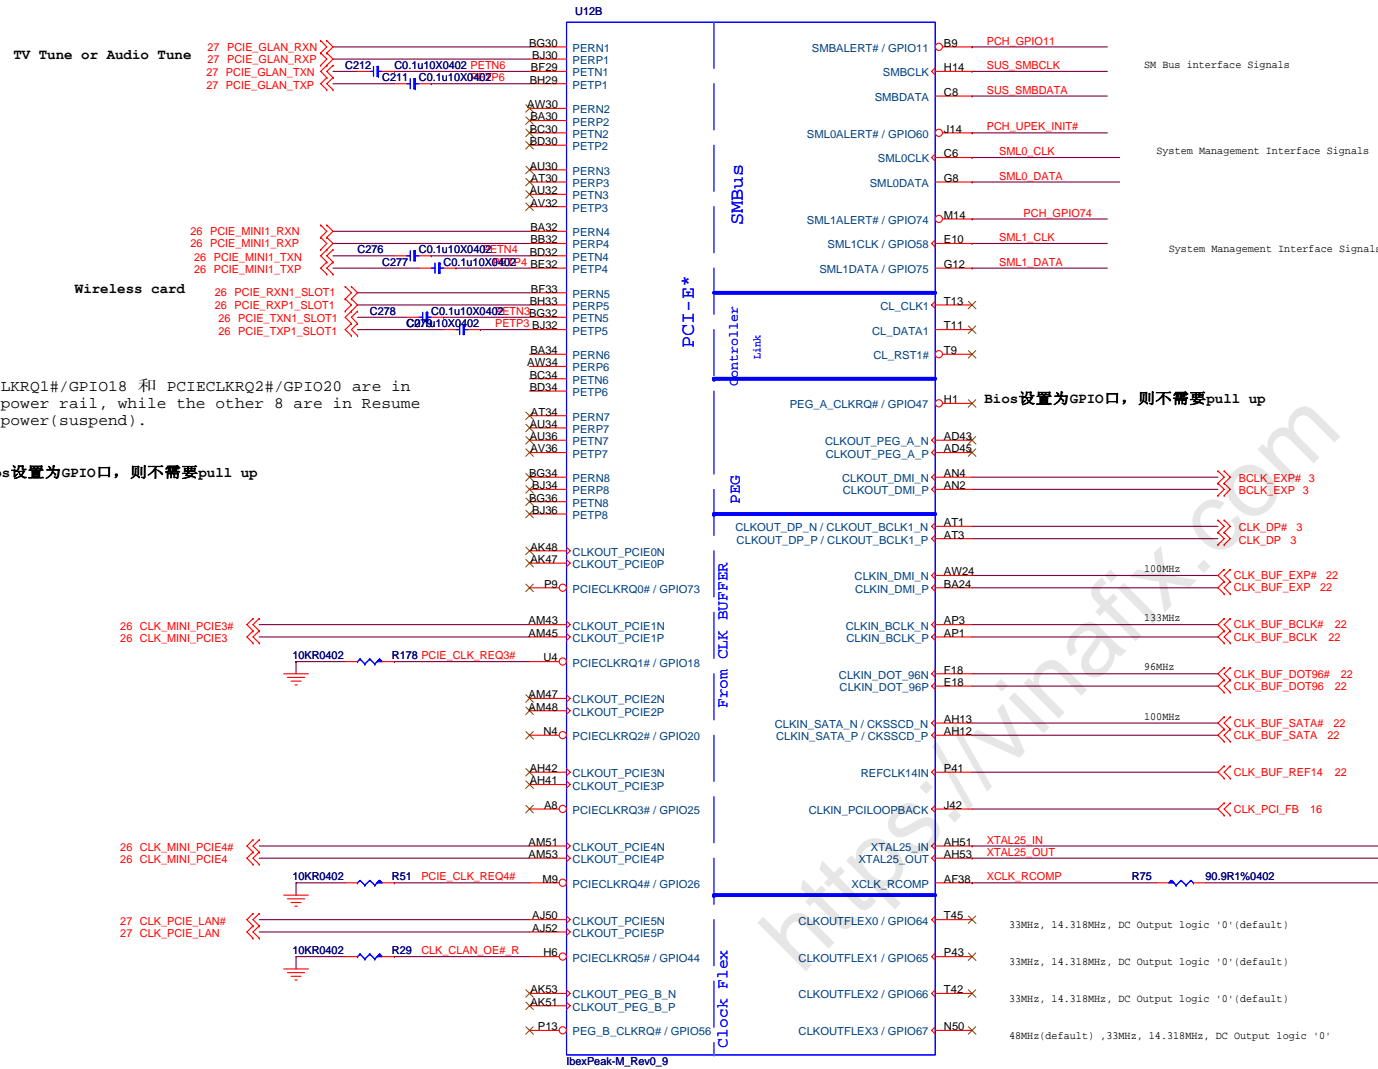 U12B
TV Tune or Audio Tune
27 PCIE_GLAN_RXN BG30 PERN1
27 PCIE_GLAN_RXP BJ30 PERP1
27 PCIE_GLAN_TXN C212 C0.1u10X0402 PETN6 BF29 PETN1
27 PCIE_GLAN_TXP C211 C0.1u10X0402 PETP6 BH29 PETP1
AW30 PERN2
BA30 PERP2
BC30 PETN2
BD30 PETP2
AU30 PERN3
AT30 PERP3
AU32 PETN3
AV32 PETP3
26 PCIE_MINI1_RXN BA32 PERN4
26 PCIE_MINI1_RXP BB32 PERP4
26 PCIE_MINI1_TXN C276 C0.1u10X0402 PETN4 BD32 PETN4
26 PCIE_MINI1_TXP C277 C0.1u10X0402 PETP4 BE32 PETP4
Wireless card
26 PCIE_RXN1_SLOT1 BF33 PERN5
26 PCIE_RXP1_SLOT1 BH33 PERP5
26 PCIE_TXN1_SLOT1 C278 C0.1u10X0402 PETN3 BG32 PETN5
26 PCIE_TXP1_SLOT1 C279 C0.1u10X0402 PETP3 BJ32 PETP5
BA34 PERN6
AW34 PERP6
BC34 PETN6
BD34 PETP6
LKRQ1#/GPIO18 和 PCIECLKRQ2#/GPIO20 are in
power rail, while the other 8 are in Resume
power(suspend).
AT34 PERN7
AU34 PERP7
AU36 PETN7
AV36 PETP7
os设置为GPIO口, 则不需要pull up
BG34 PERN8
BJ34 PERP8
BG36 PETN8
BJ36 PETP8
AK48 CLKOUT_PCIE0N
AK47 CLKOUT_PCIE0P
P9 PCIECLKRQ0# / GPIO73
26 CLK_MINI_PCIE3# AM43 CLKOUT_PCIE1N
26 CLK_MINI_PCIE3 AM45 CLKOUT_PCIE1P
10KR0402 R178 PCIE_CLK_REQ3# U4 PCIECLKRQ1# / GPIO18
AM47 CLKOUT_PCIE2N
AM48 CLKOUT_PCIE2P
N4 PCIECLKRQ2# / GPIO20
AH42 CLKOUT_PCIE3N
AH41 CLKOUT_PCIE3P
A8 PCIECLKRQ3# / GPIO25
26 CLK_MINI_PCIE4# AM51 CLKOUT_PCIE4N
26 CLK_MINI_PCIE4 AM53 CLKOUT_PCIE4P
10KR0402 R51 PCIE_CLK_REQ4# M9 PCIECLKRQ4# / GPIO26
27 CLK_PCIE_LAN# AJ50 CLKOUT_PCIE5N
27 CLK_PCIE_LAN AJ52 CLKOUT_PCIE5P
10KR0402 R29 CLK_CLAN_OE#_R H6 PCIECLKRQ5# / GPIO44
AK53 CLKOUT_PEG_B_N
AK51 CLKOUT_PEG_B_P
P13 PEG_B_CLKRQ# / GPIO56
IbexPeak-M_Rev0_9
PCI-E*
From CLK BUFFER
SMBus
Controller
Link
PEG
Clock Flex
SMBALERT# / GPIO11 B9 PCH_GPIO11
SMBCLK H14 SUS_SMBCLK SM Bus interface Signals
SMBDATA C8 SUS_SMBDATA
SML0ALERT# / GPIO60 J14 PCH_UPEK_INIT#
SML0CLK C6 SML0_CLK System Management Interface Signals
SML0DATA G8 SML0_DATA
SML1ALERT# / GPIO74 M14 PCH_GPIO74
SML1CLK / GPIO58 E10 SML1_CLK System Management Interface Signals
SML1DATA / GPIO75 G12 SML1_DATA
CL_CLK1 T13
CL_DATA1 T11
CL_RST1# T9
PEG_A_CLKRQ# / GPIO47 H1 Bios设置为GPIO口, 则不需要pull up
CLKOUT_PEG_A_N AD43
CLKOUT_PEG_A_P AD45
CLKOUT_DMI_N AN4 BCLK_EXP# 3
CLKOUT_DMI_P AN2 BCLK_EXP 3
CLKOUT_DP_N / CLKOUT_BCLK1_N AT1 CLK_DP# 3
CLKOUT_DP_P / CLKOUT_BCLK1_P AT3 CLK_DP 3
CLKIN_DMI_N AW24 100MHz CLK_BUF_EXP# 22
CLKIN_DMI_P BA24 CLK_BUF_EXP 22
CLKIN_BCLK_N AP3 133MHz CLK_BUF_BCLK# 22
CLKIN_BCLK_P AP1 CLK_BUF_BCLK 22
CLKIN_DOT_96N F18 96MHz CLK_BUF_DOT96# 22
CLKIN_DOT_96P E18 CLK_BUF_DOT96 22
CLKIN_SATA_N / CKSSCD_N AH13 100MHz CLK_BUF_SATA# 22
CLKIN_SATA_P / CKSSCD_P AH12 CLK_BUF_SATA 22
REFCLK14IN P41 CLK_BUF_REF14 22
CLKIN_PCILOOPBACK J42 CLK_PCI_FB 16
XTAL25_IN AH51 XTAL25_IN
XTAL25_OUT AH53 XTAL25_OUT
XCLK_RCOMP AF38 XCLK_RCOMP R75 90.9R1%0402
CLKOUTFLEX0 / GPIO64 T45 33MHz, 14.318MHz, DC Output logic '0'(default)
CLKOUTFLEX1 / GPIO65 P43 33MHz, 14.318MHz, DC Output logic '0'(default)
CLKOUTFLEX2 / GPIO66 T42 33MHz, 14.318MHz, DC Output logic '0'(default)
CLKOUTFLEX3 / GPIO67 N50 48MHz(default) ,33MHz, 14.318MHz, DC Output logic '0'
https://vinafix.com